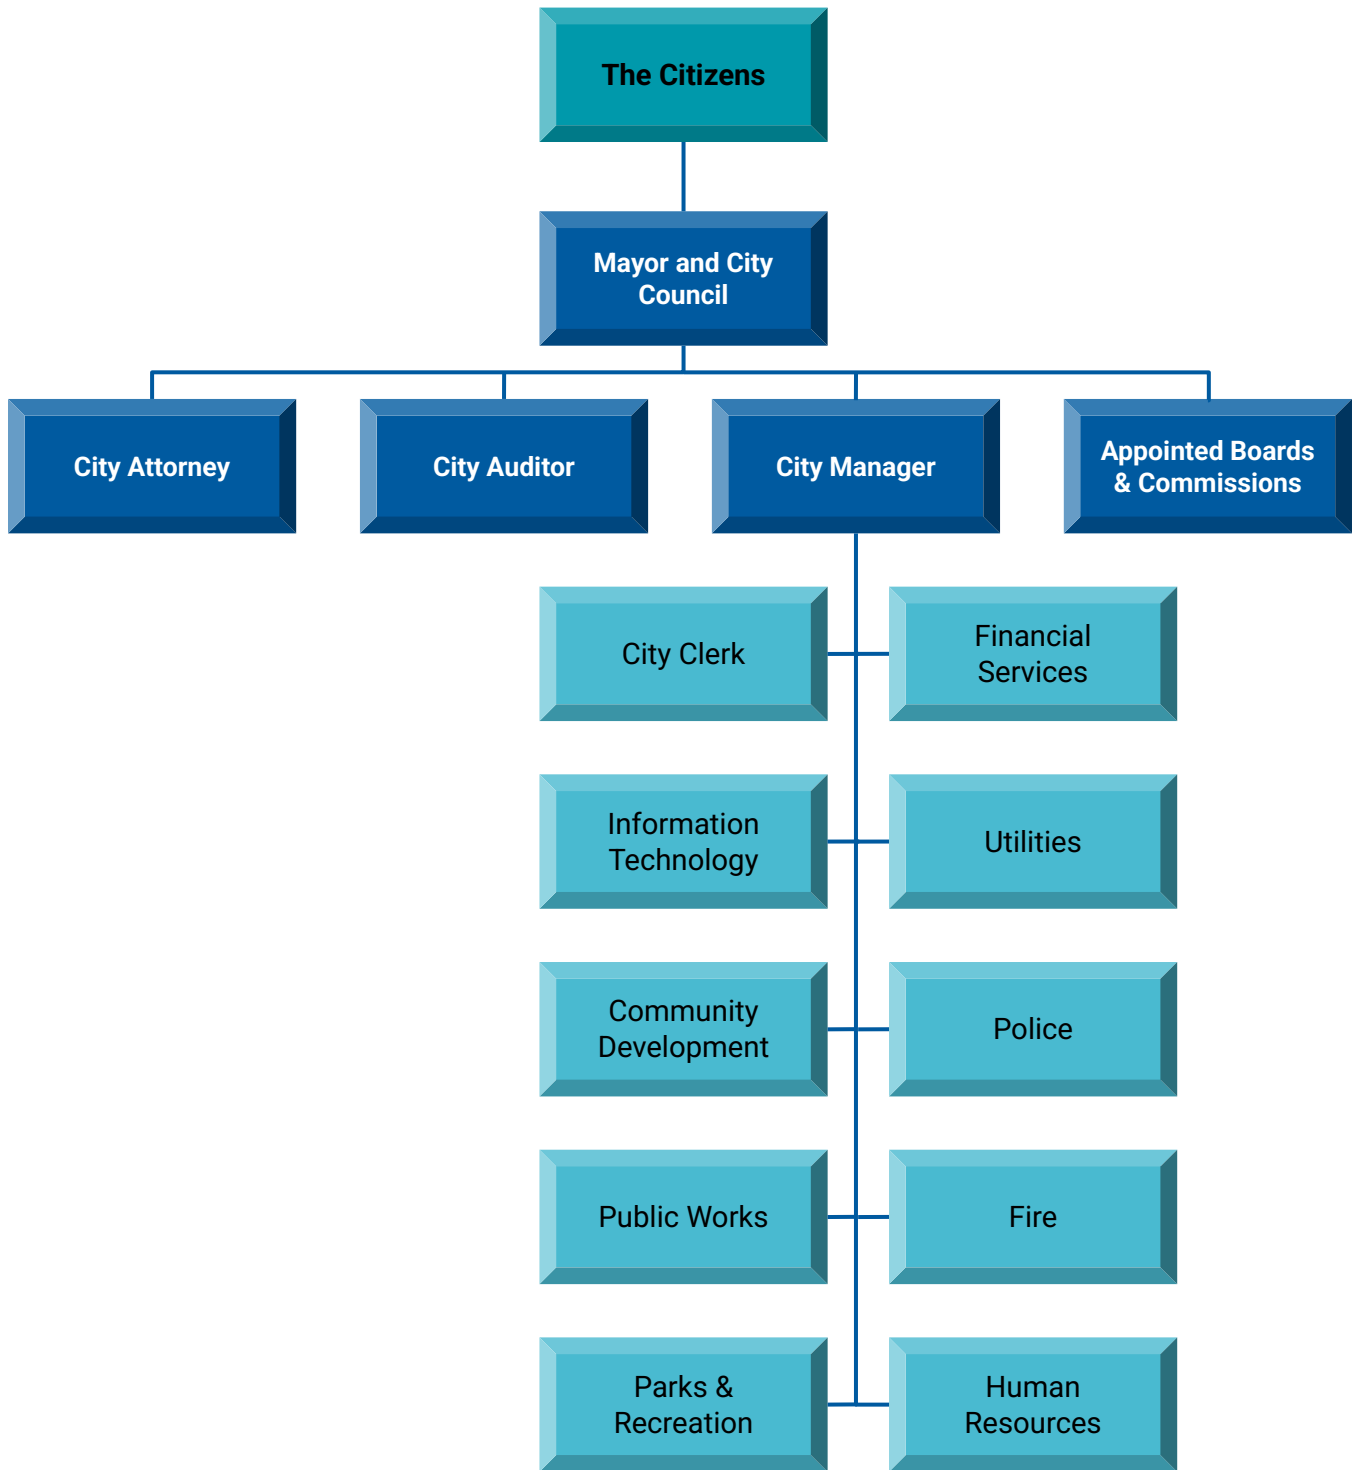 The Citizens
Mayor and City
Council
City Attorney
City Auditor
City Manager
Appointed Boards
& Commissions
City Clerk
Financial
Services
Information
Technology
Utilities
Community
Development
Police
Public Works
Fire
Parks &
Recreation
Human
Resources